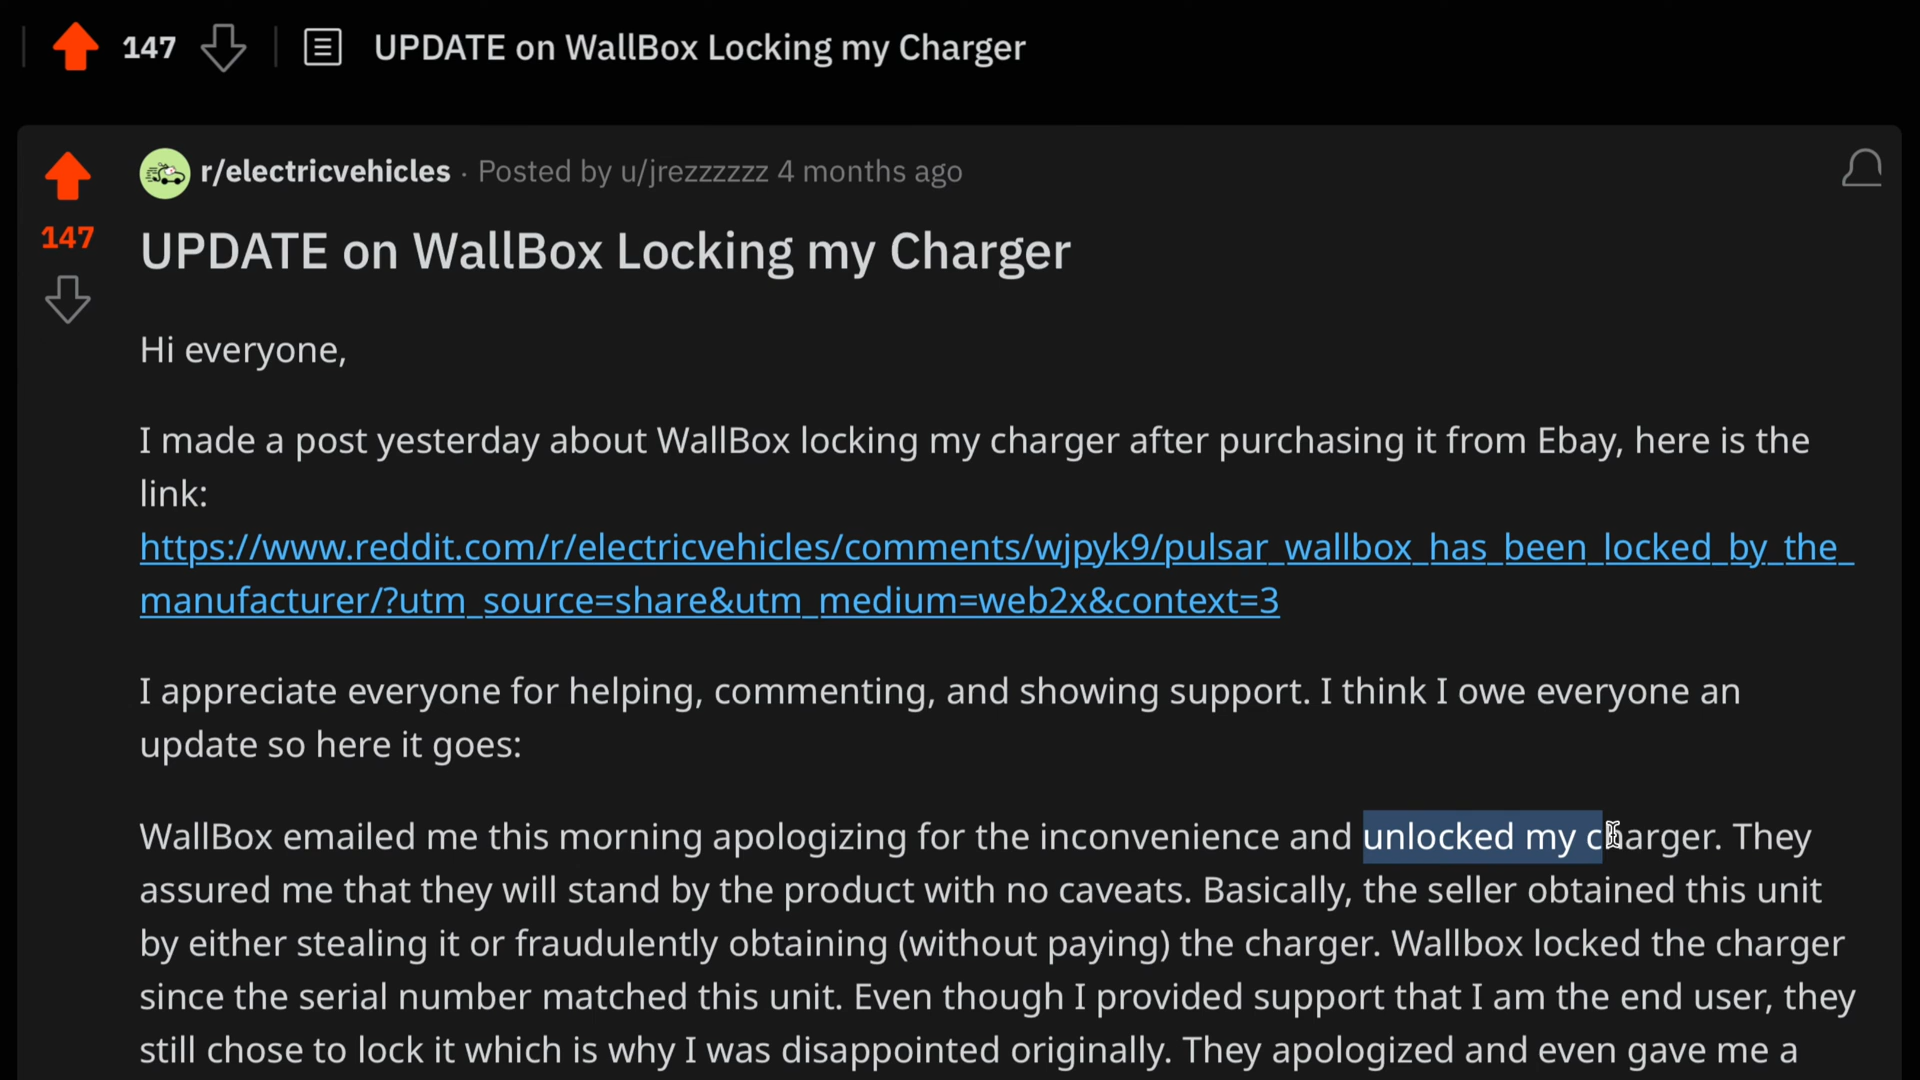 147 UPDATE on WallBox Locking my Charger
r/electricvehicles · Posted by u/jrezzzzzz 4 months ago
147
UPDATE on WallBox Locking my Charger
Hi everyone,
I made a post yesterday about WallBox locking my charger after purchasing it from Ebay, here is the
link:
https://www.reddit.com/r/electricvehicles/comments/wjpyk9/pulsar_wallbox_has_been_locked_by_the_
manufacturer/?utm_source=share&utm_medium=web2x&context=3
I appreciate everyone for helping, commenting, and showing support. I think I owe everyone an
update so here it goes:
WallBox emailed me this morning apologizing for the inconvenience and unlocked my charger. They
assured me that they will stand by the product with no caveats. Basically, the seller obtained this unit
by either stealing it or fraudulently obtaining (without paying) the charger. Wallbox locked the charger
since the serial number matched this unit. Even though I provided support that I am the end user, they
still chose to lock it which is why I was disappointed originally. They apologized and even gave me a